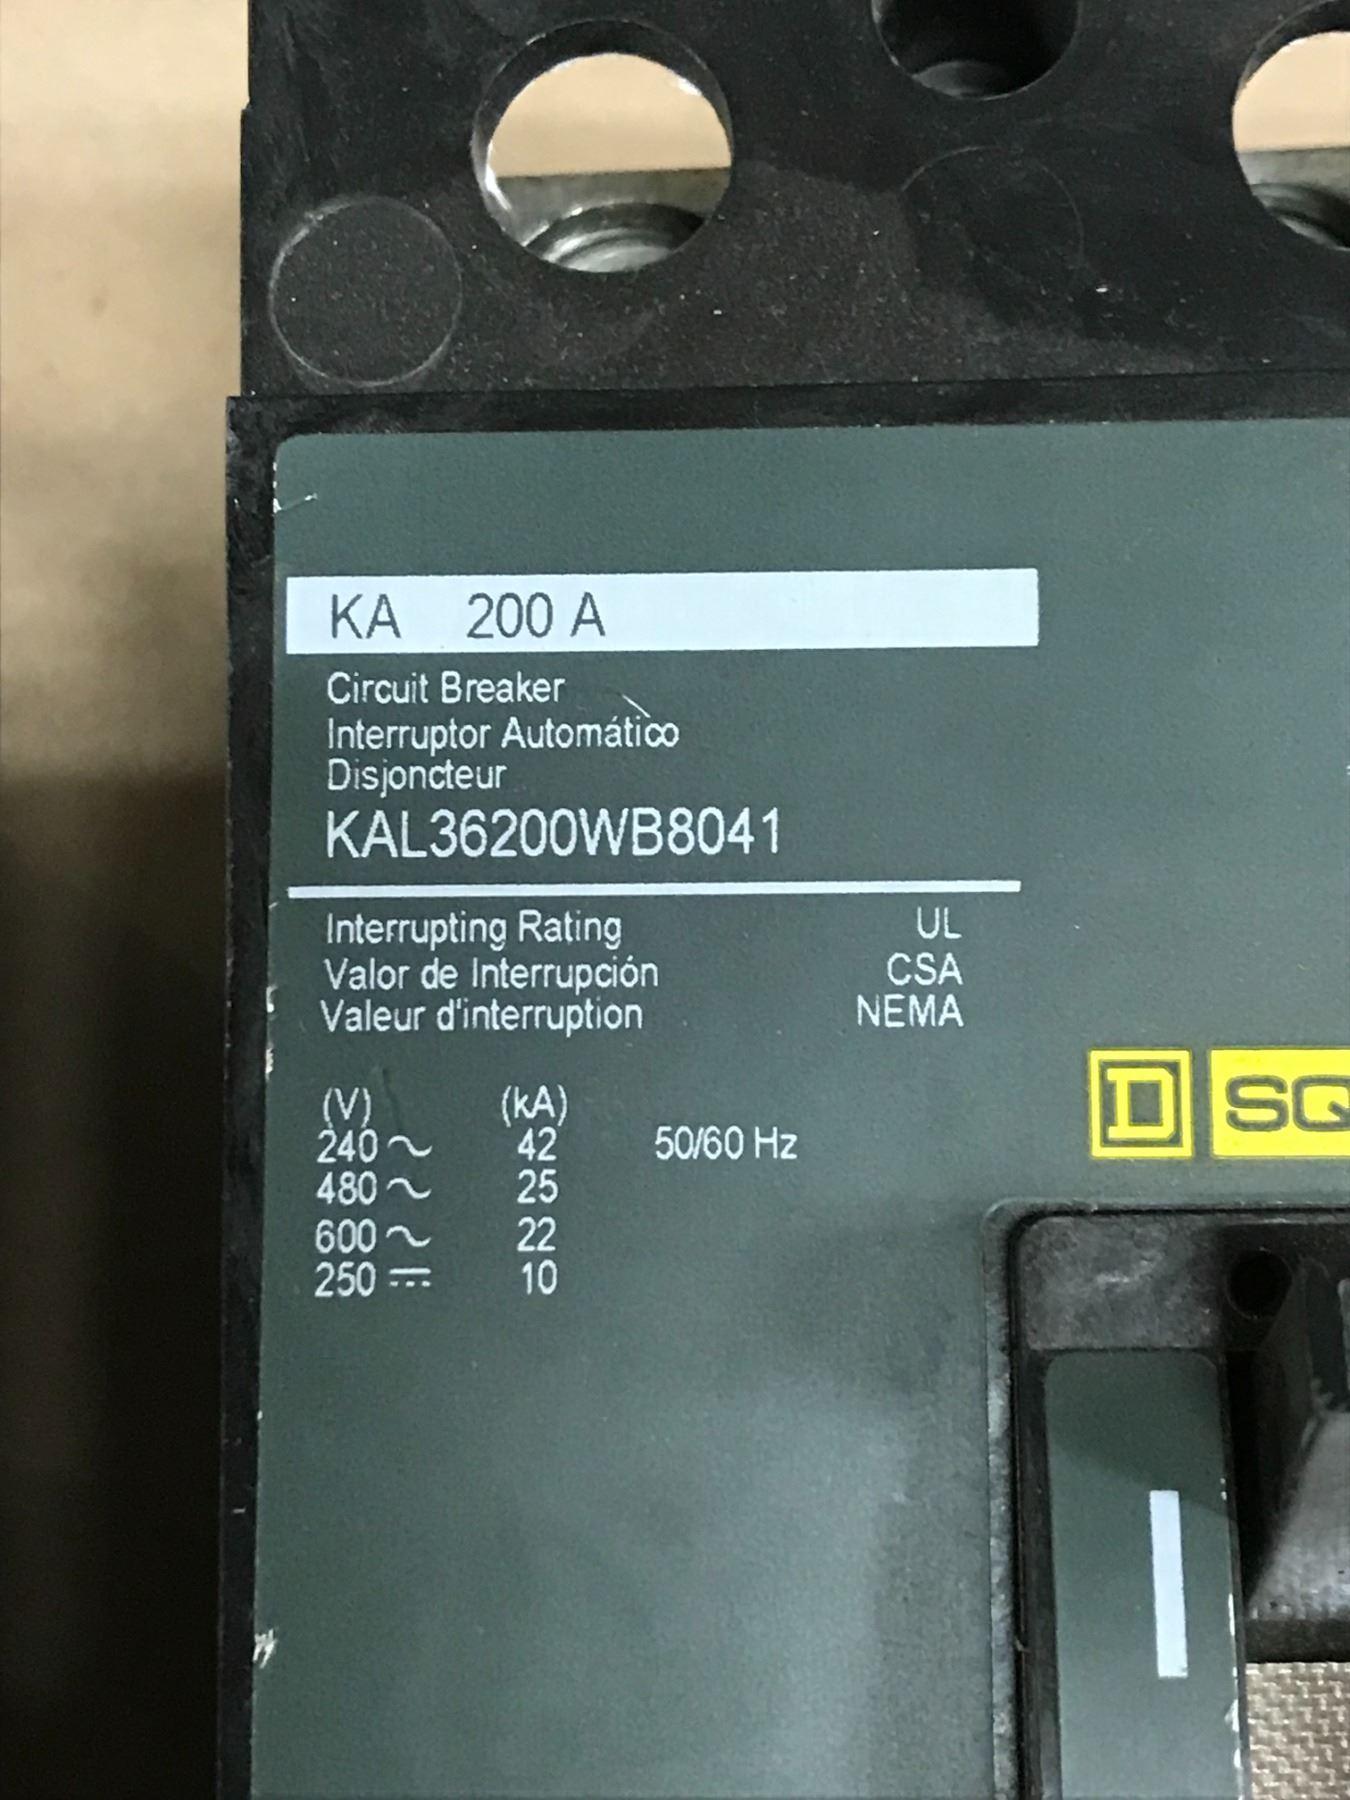 KA 200 A
Circuit Breaker
Interruptor Automático
Disjoncteur
KAL36200WB8041
Interrupting Rating UL
Valor de Interrupción CSA
Valeur d'interruption NEMA
(V) (kA)
240 ~ 42 50/60 Hz
480 ~ 25
600 ~ 22
250 ⎓ 10
D SQ